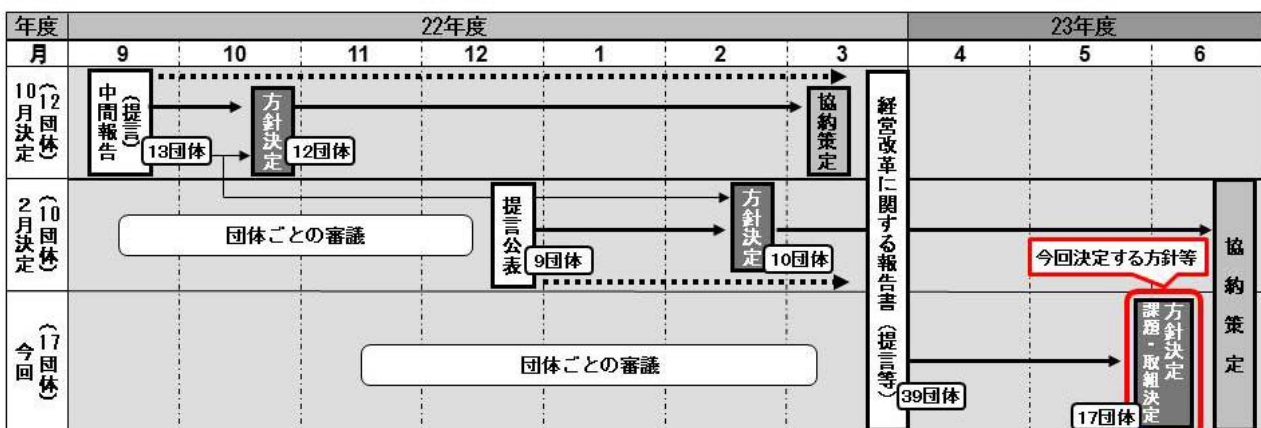 年度
22年度
23年度
月
9
10
11
12
1
2
3
4
5
6
10月決定
（12団体）
中間報告
（提言）
13団体
方針決定
12団体
協約策定
経営改革に関する報告書（提言等）
39団体
2月決定
（10団体）
団体ごとの審議
提言公表
9団体
方針決定
10団体
今回決定する方針等
協約策定
今回
（17団体）
団体ごとの審議
方針決定
課題・取組決定
17団体